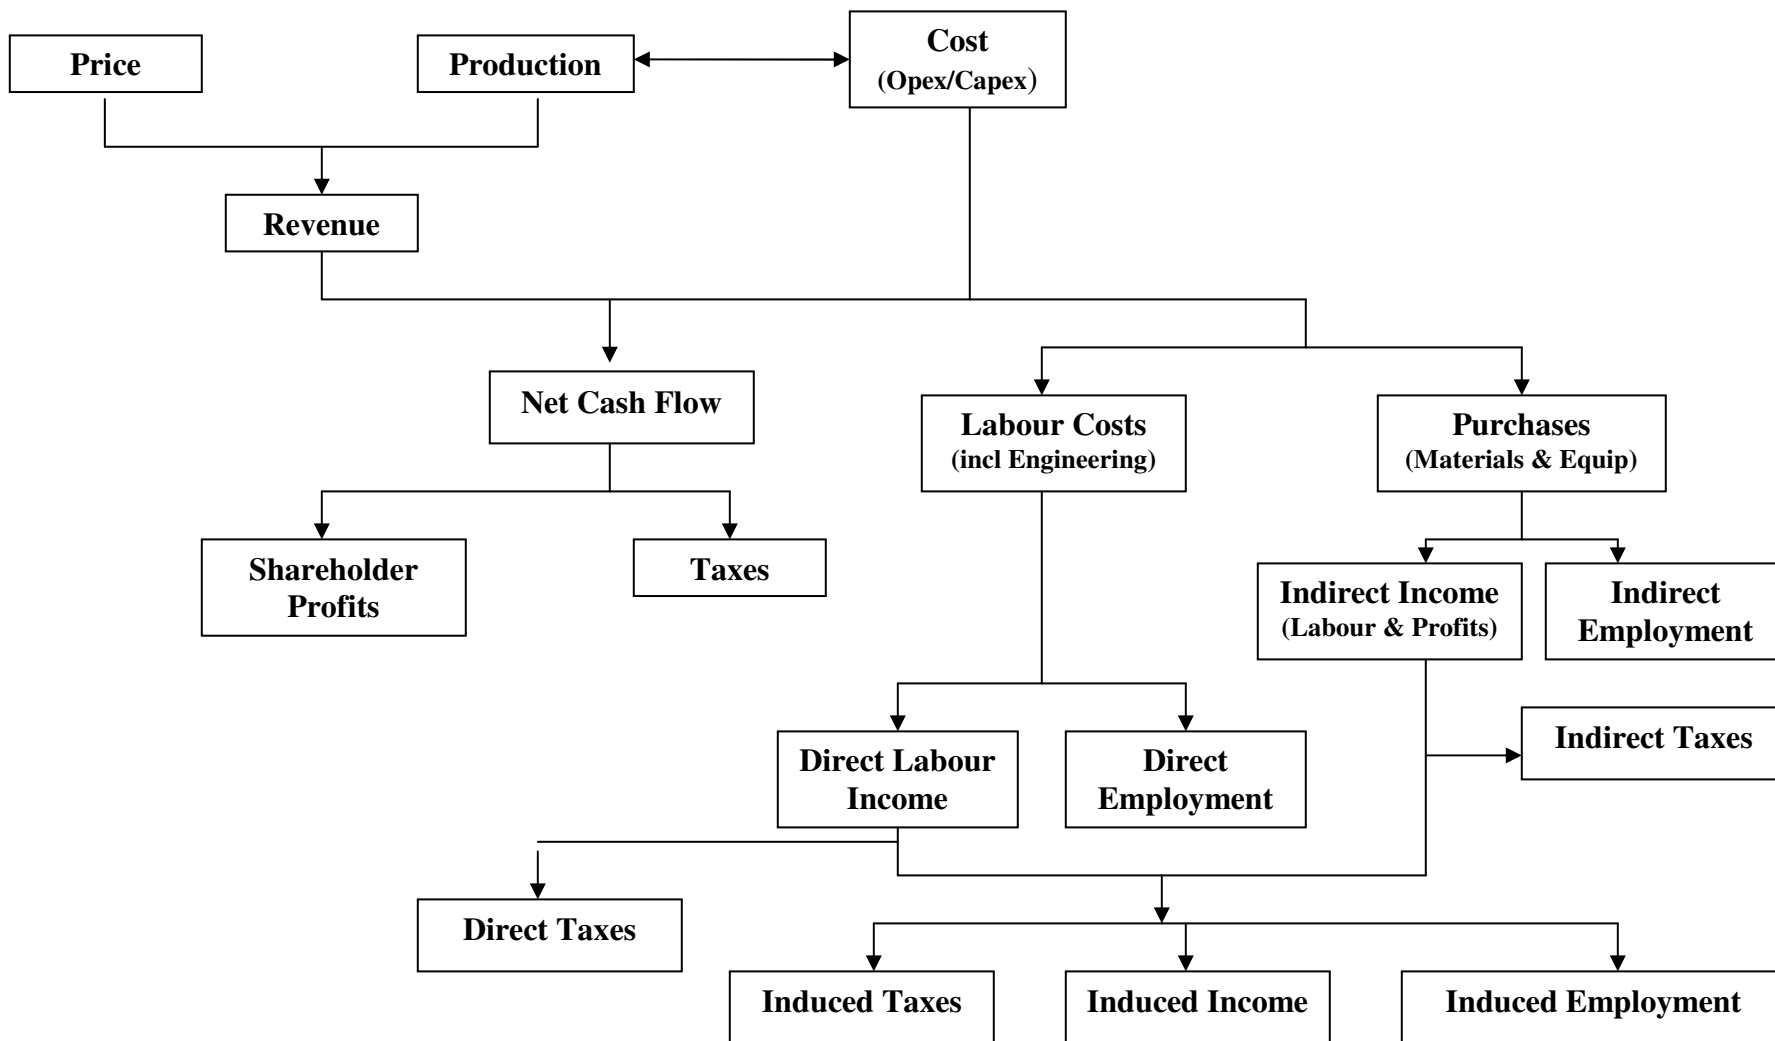 Price
Production
Cost
(Opex/Capex)
Revenue
Net Cash Flow
Labour Costs
(incl Engineering)
Purchases
(Materials & Equip)
Shareholder
Profits
Taxes
Indirect Income
(Labour & Profits)
Indirect
Employment
Direct Labour
Income
Direct
Employment
Indirect Taxes
Direct Taxes
Induced Taxes
Induced Income
Induced Employment